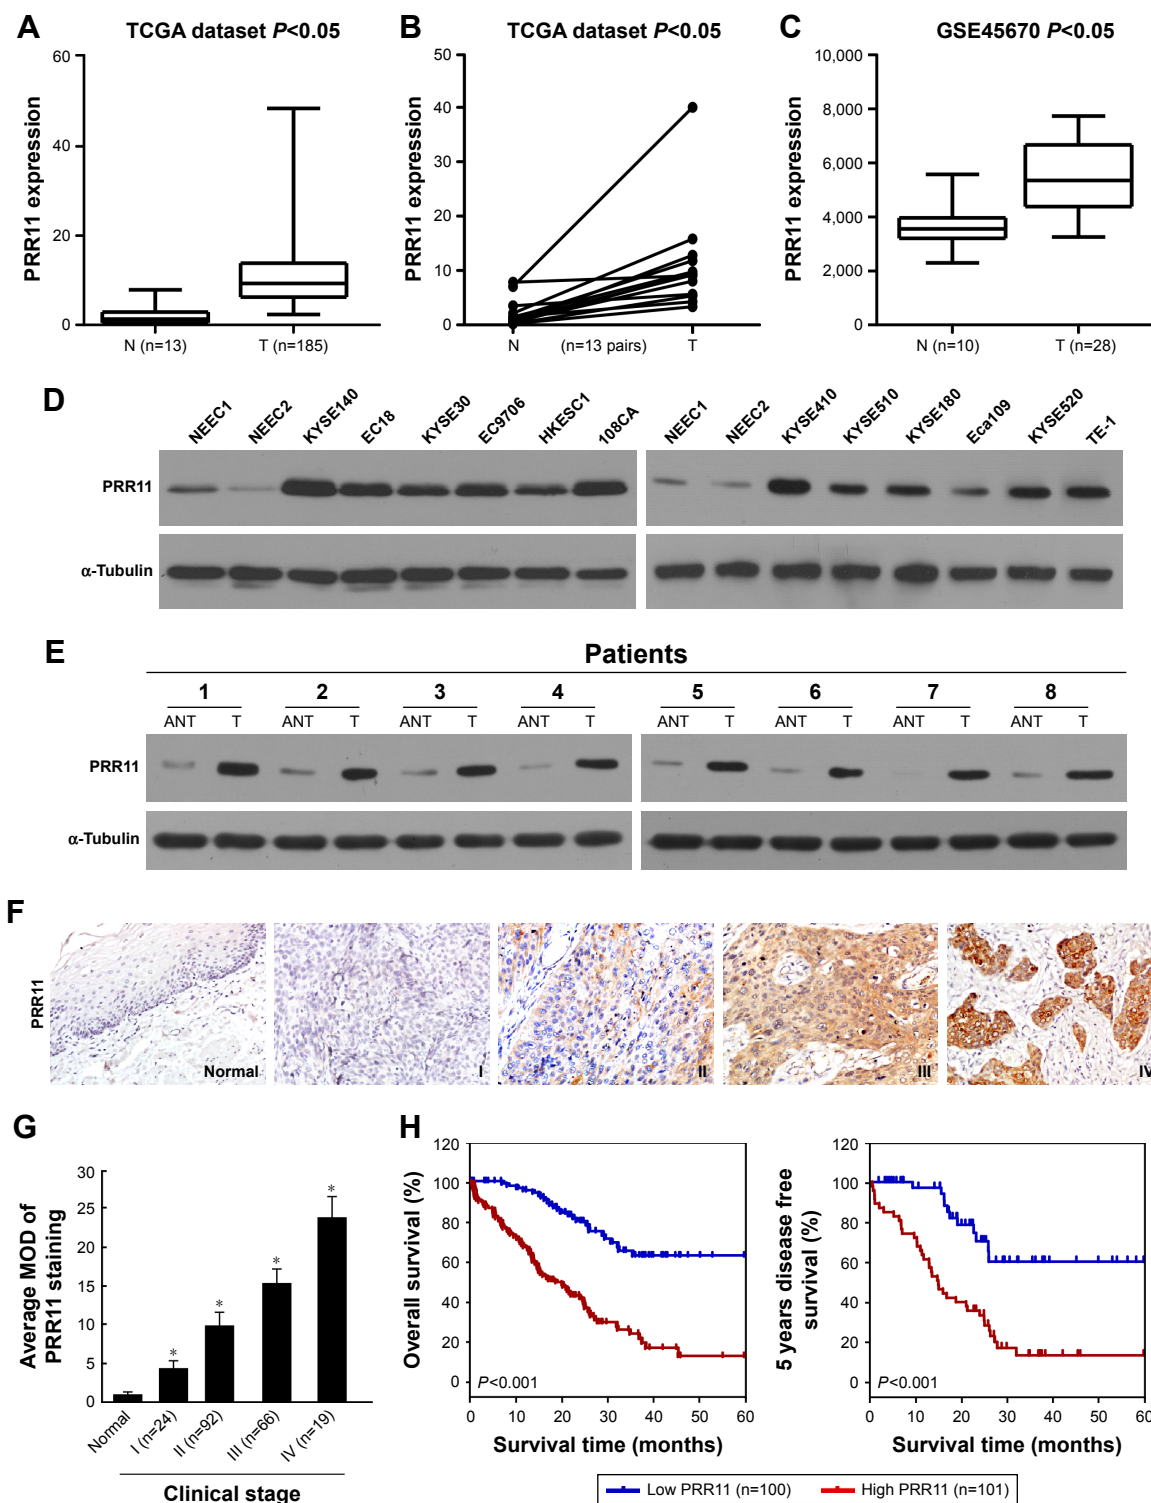 A
TCGA dataset P<0.05
PRR11 expression
60
40
20
0
N (n=13)
T (n=185)
B
TCGA dataset P<0.05
PRR11 expression
50
40
30
20
10
0
N
(n=13 pairs)
T
C
GSE45670 P<0.05
PRR11 expression
10,000
8,000
6,000
4,000
2,000
0
N (n=10)
T (n=28)
D
NEEC1 NEEC2 KYSE140 EC18 KYSE30 EC9706 HKESC1 108CA
NEEC1 NEEC2 KYSE410 KYSE510 KYSE180 Eca109 KYSE520 TE-1
PRR11
α-Tubulin
E
Patients
1 2 3 4 5 6 7 8
ANT T ANT T ANT T ANT T ANT T ANT T ANT T ANT T
PRR11
α-Tubulin
F
PRR11
Normal
I
II
III
IV
G
Average MOD of
PRR11 staining
30
25
20
15
10
5
0
* * * *
Normal
I (n=24)
II (n=92)
III (n=66)
IV (n=19)
Clinical stage
H
Overall survival (%)
120
100
80
60
40
20
0
P<0.001
0 10 20 30 40 50 60
Survival time (months)
5 years disease free
survival (%)
120
100
80
60
40
20
0
P<0.001
0 10 20 30 40 50 60
Survival time (months)
Low PRR11 (n=100)
High PRR11 (n=101)